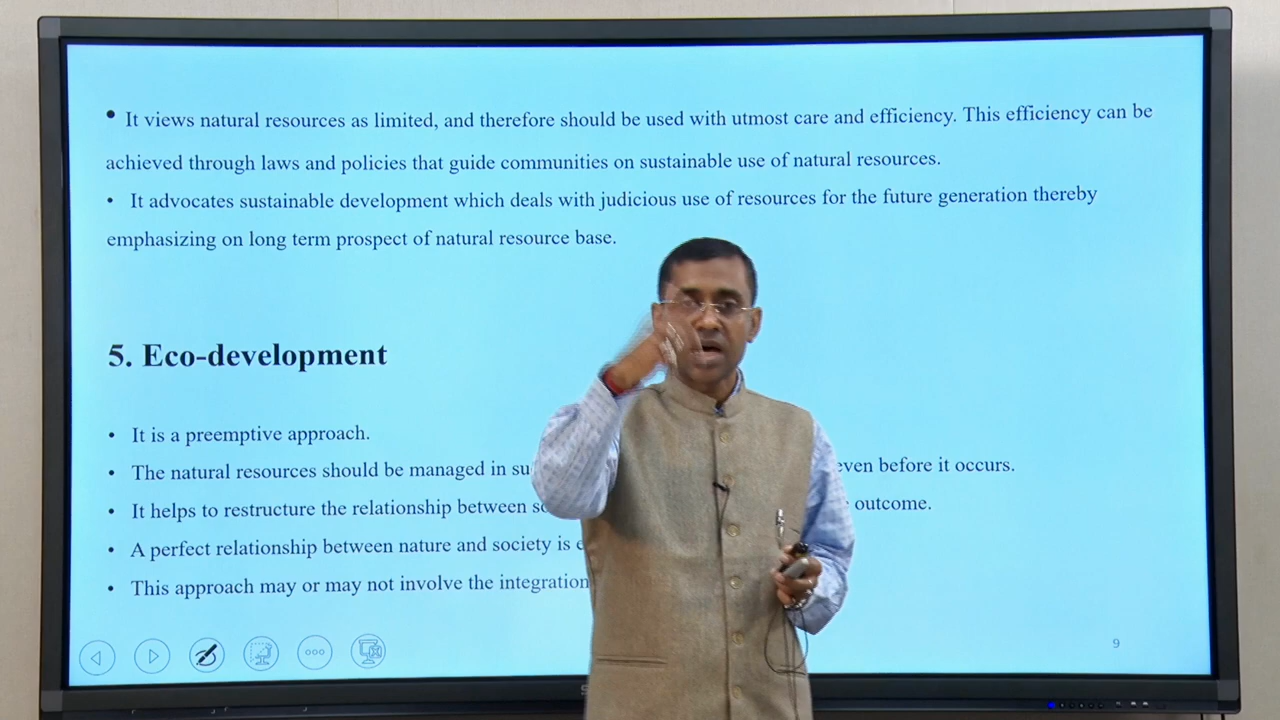 • It views natural resources as limited, and therefore should be used with utmost care and efficiency. This efficiency can be
achieved through laws and policies that guide communities on sustainable use of natural resources.
• It advocates sustainable development which deals with judicious use of resources for the future generation thereby
emphasizing on long term prospect of natural resource base.
5. Eco-development
• It is a preemptive approach.
• The natural resources should be managed in even before it occurs.
• It helps to restructure the relationship between outcome.
• A perfect relationship between nature and society is
• This approach may or may not involve the integration
9